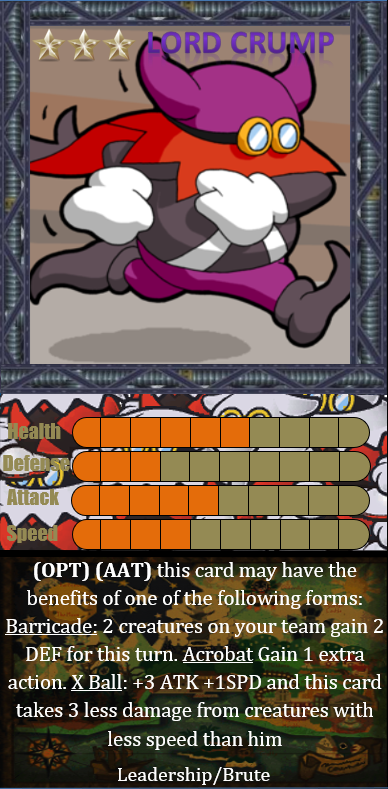 LORD CRUMP
Health
Defense
Attack
Speed
(OPT) (AAT) this card may have the
benefits of one of the following forms:
Barricade: 2 creatures on your team gain 2
DEF for this turn. Acrobat Gain 1 extra
action. X Ball: +3 ATK +1SPD and this card
takes 3 less damage from creatures with
less speed than him
Leadership/Brute